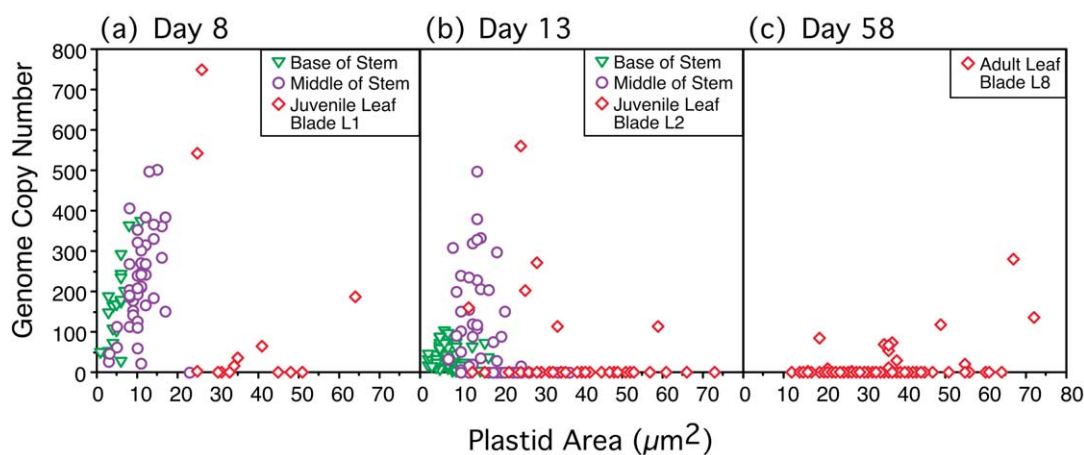 (a) Day 8
(b) Day 13
(c) Day 58
Genome Copy Number
800
700
600
500
400
300
200
100
0
Base of Stem
Middle of Stem
Juvenile Leaf
Blade L1
Base of Stem
Middle of Stem
Juvenile Leaf
Blade L2
Adult Leaf
Blade L8
0 10 20 30 40 50 60 70
0 10 20 30 40 50 60 70
0 10 20 30 40 50 60 70 80
Plastid Area (μm²)